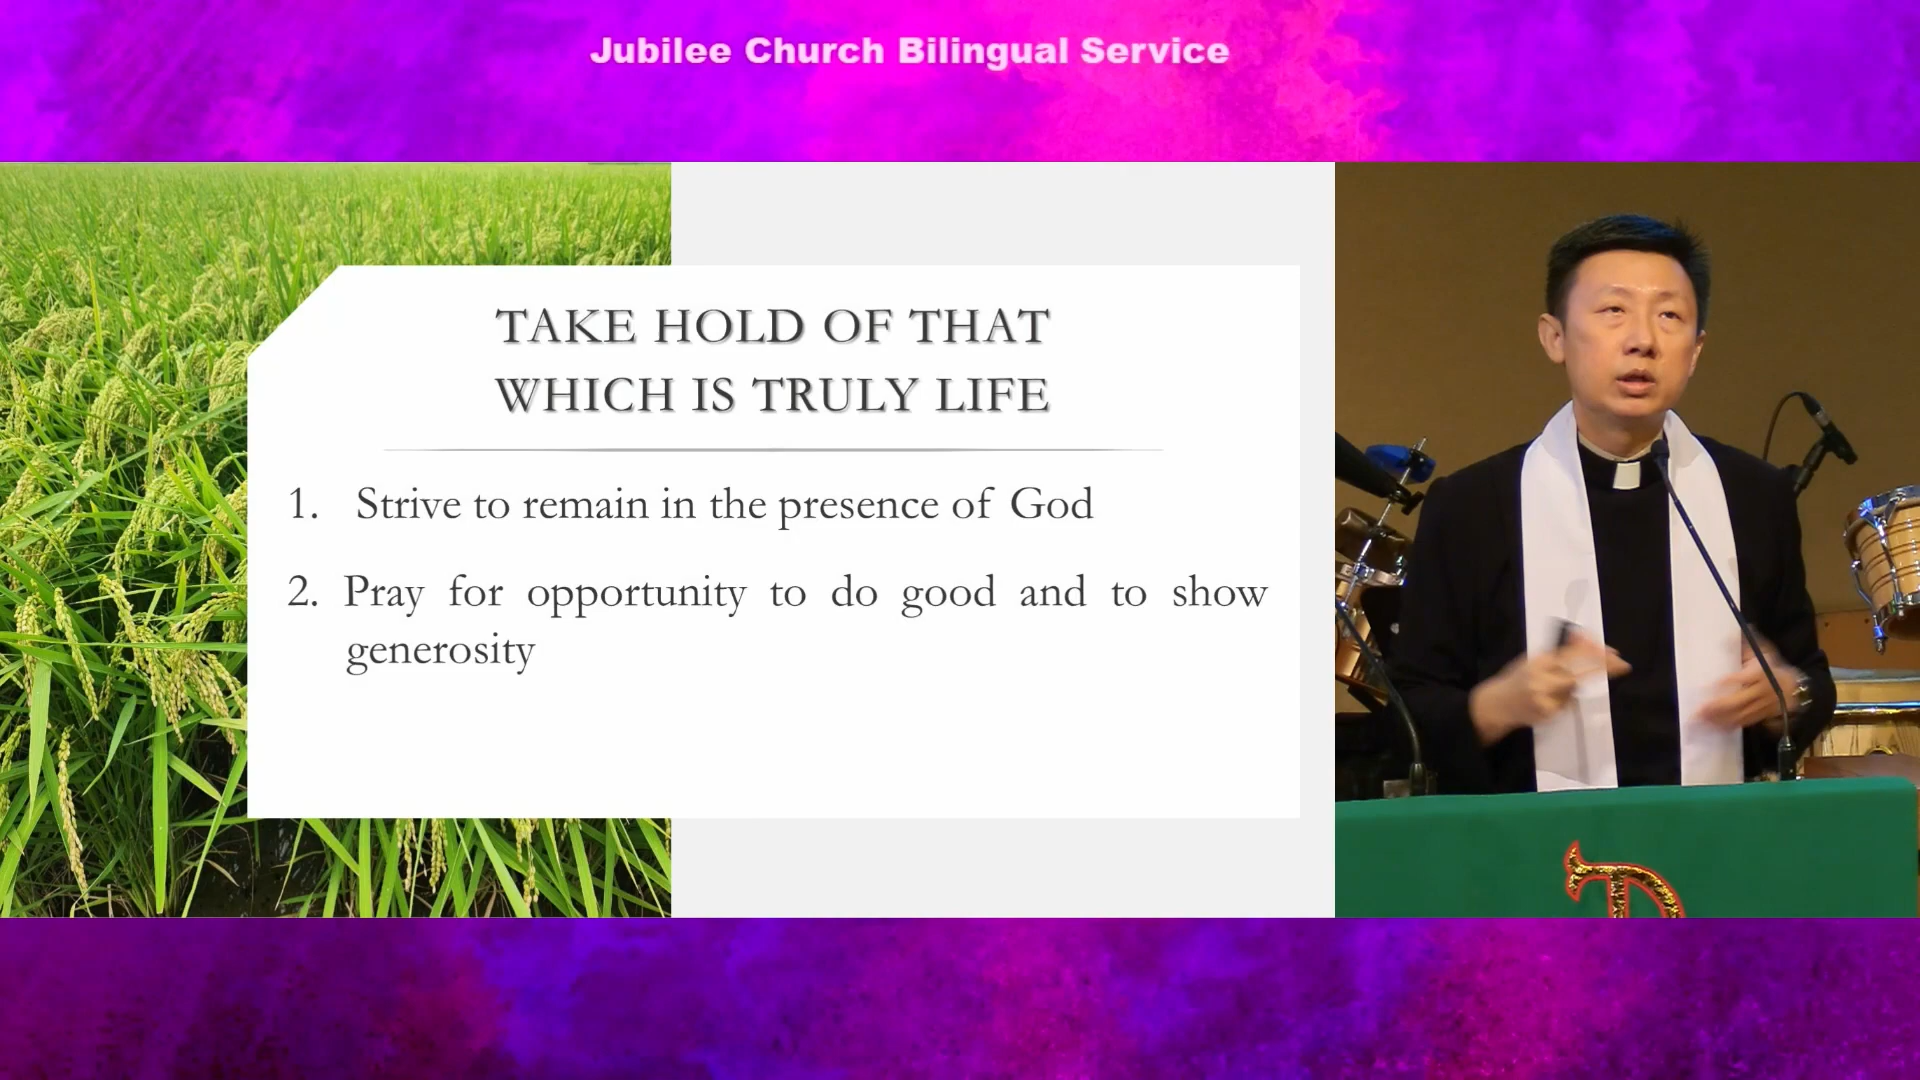 Jubilee Church Bilingual Service
TAKE HOLD OF THAT
WHICH IS TRULY LIFE
1. Strive to remain in the presence of God
2. Pray for opportunity to do good and to show
generosity